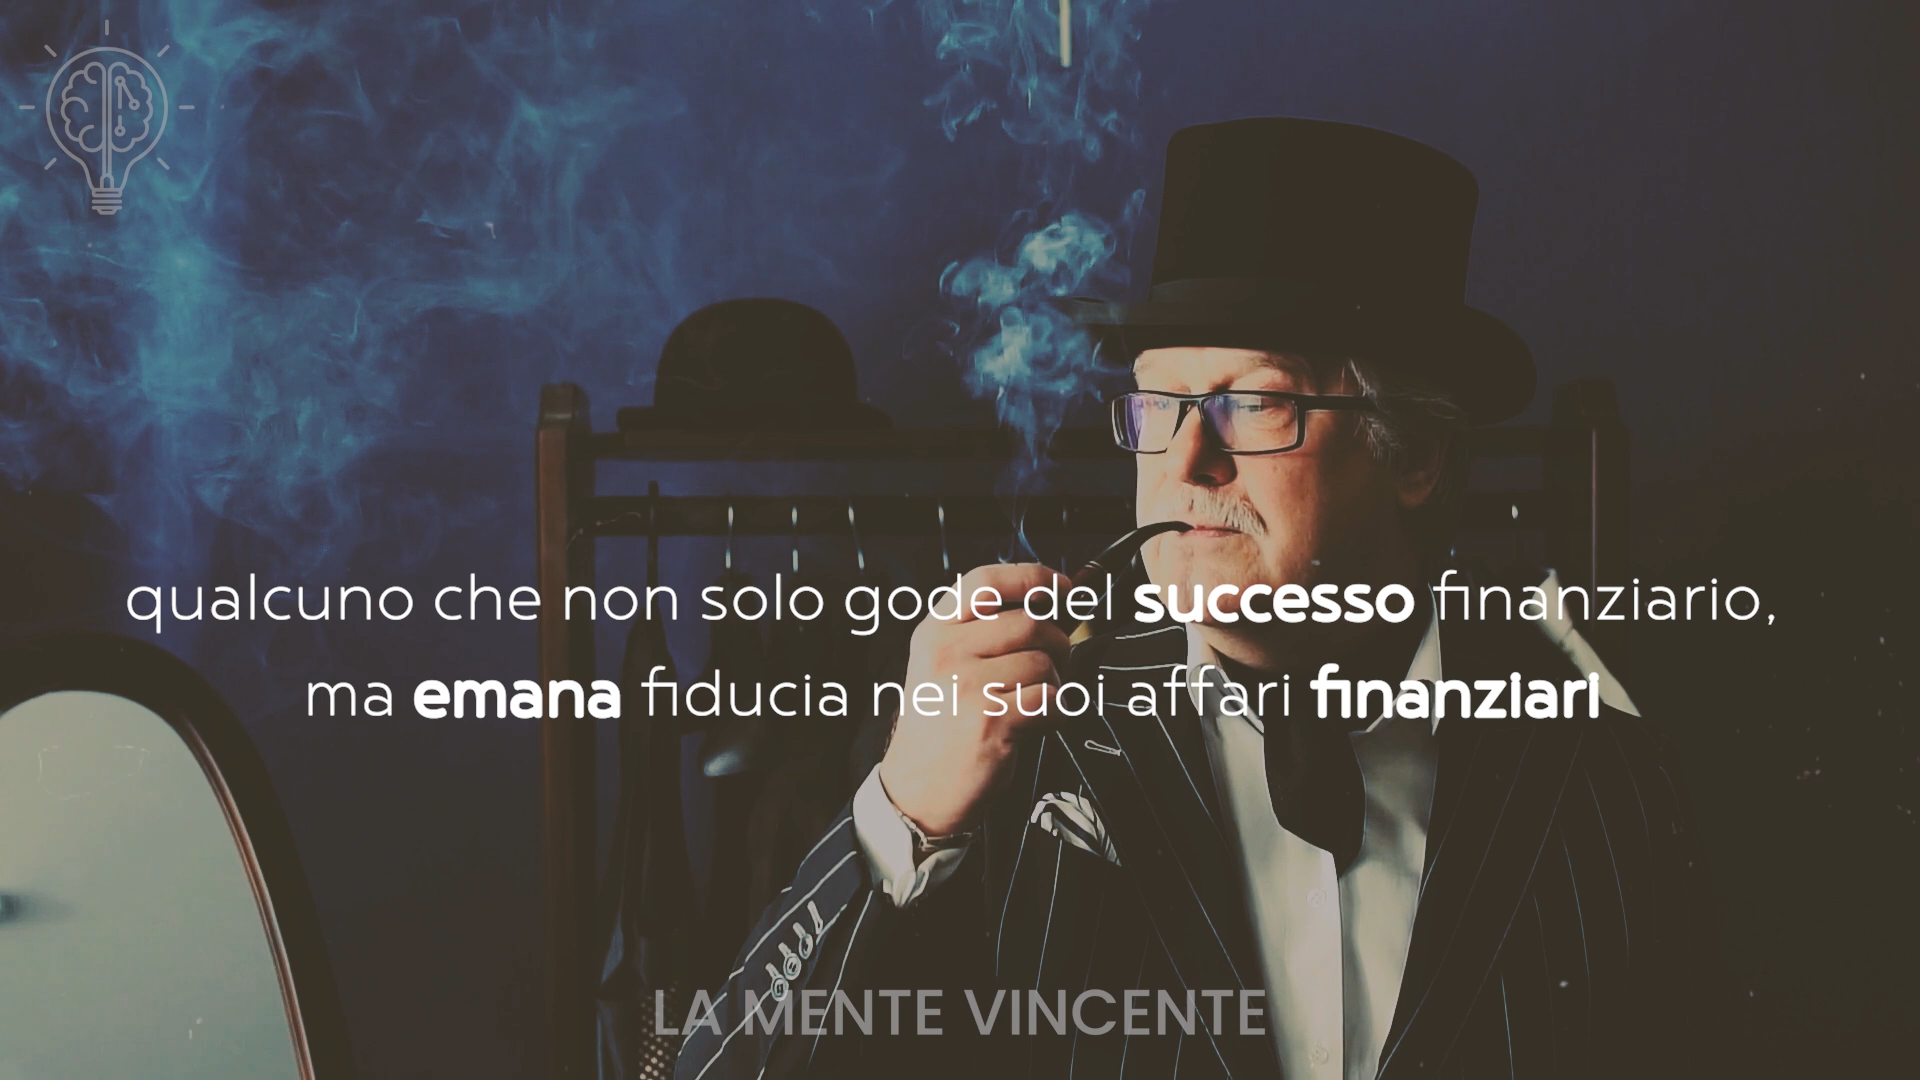 qualcuno che non solo gode del successo finanziario,
ma emana fiducia nei suoi affari finanziari
LA MENTE VINCENTE